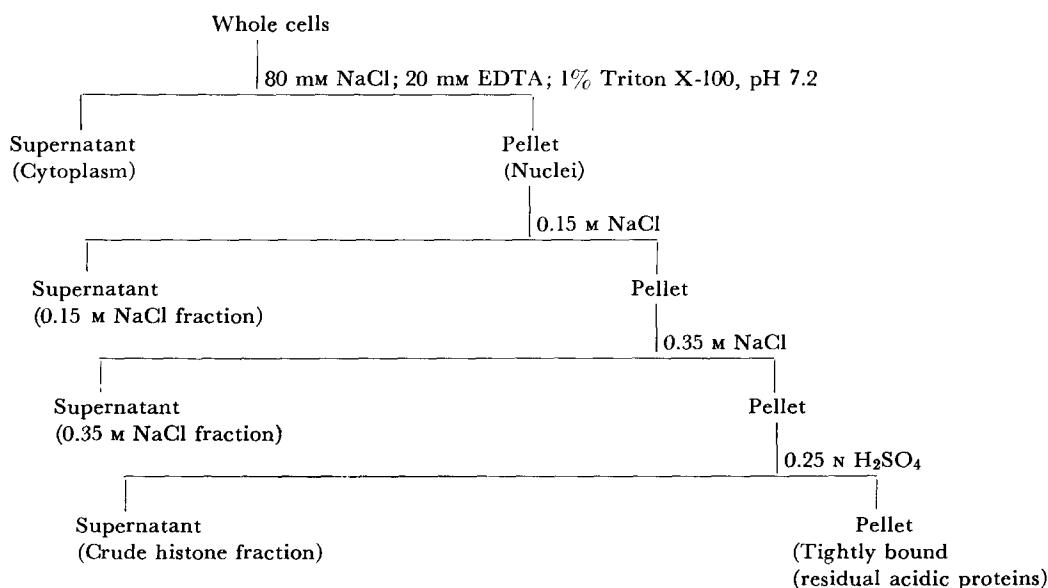 Whole cells
80 mM NaCl; 20 mM EDTA; 1% Triton X-100, pH 7.2
Supernatant
(Cytoplasm)
Pellet
(Nuclei)
0.15 M NaCl
Supernatant
(0.15 M NaCl fraction)
Pellet
0.35 M NaCl
Supernatant
(0.35 M NaCl fraction)
Pellet
0.25 N H₂SO₄
Supernatant
(Crude histone fraction)
Pellet
(Tightly bound
(residual acidic proteins)